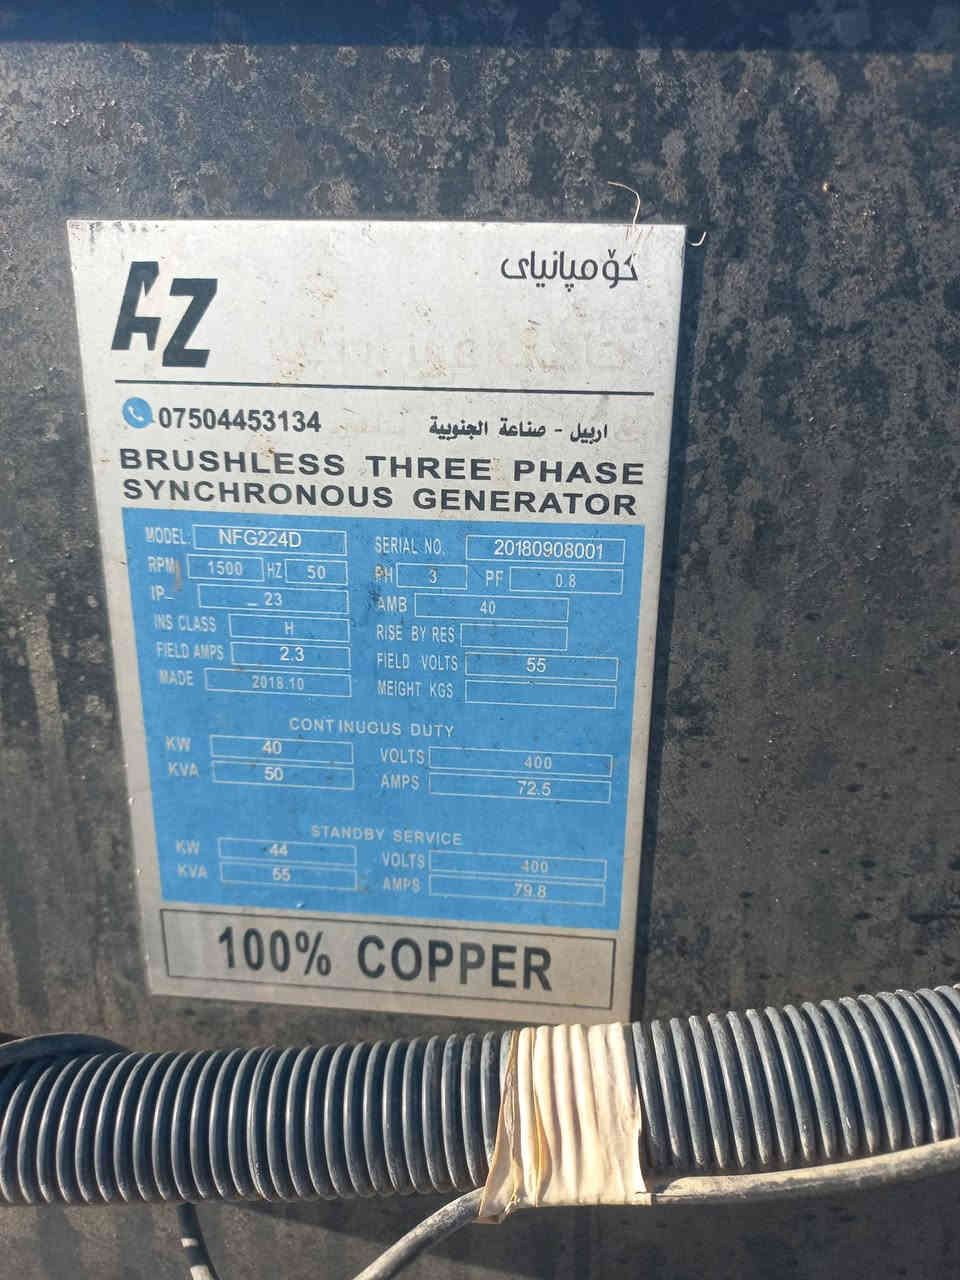 AZ
کۆمپانیای
07504453134
اربيل - صناعة الجنوبية
BRUSHLESS THREE PHASE
SYNCHRONOUS GENERATOR
MODEL NFG224D SERIAL NO. 20180908001
RPM 1500 HZ 50 PH 3 PF 0.8
IP_ _ 23 AMB 40
INS CLASS H RISE BY RES
FIELD AMPS 2.3 FIELD VOLTS 55
MADE 2018.10 MEIGHT KGS
CONTINUGUS DUTY
KW 40 VOLTS 400
KVA 50 AMPS 72.5
STANDBY SERVICE
KW 44 VOLTS 400
KVA 55 AMPS 79.8
100% COPPER